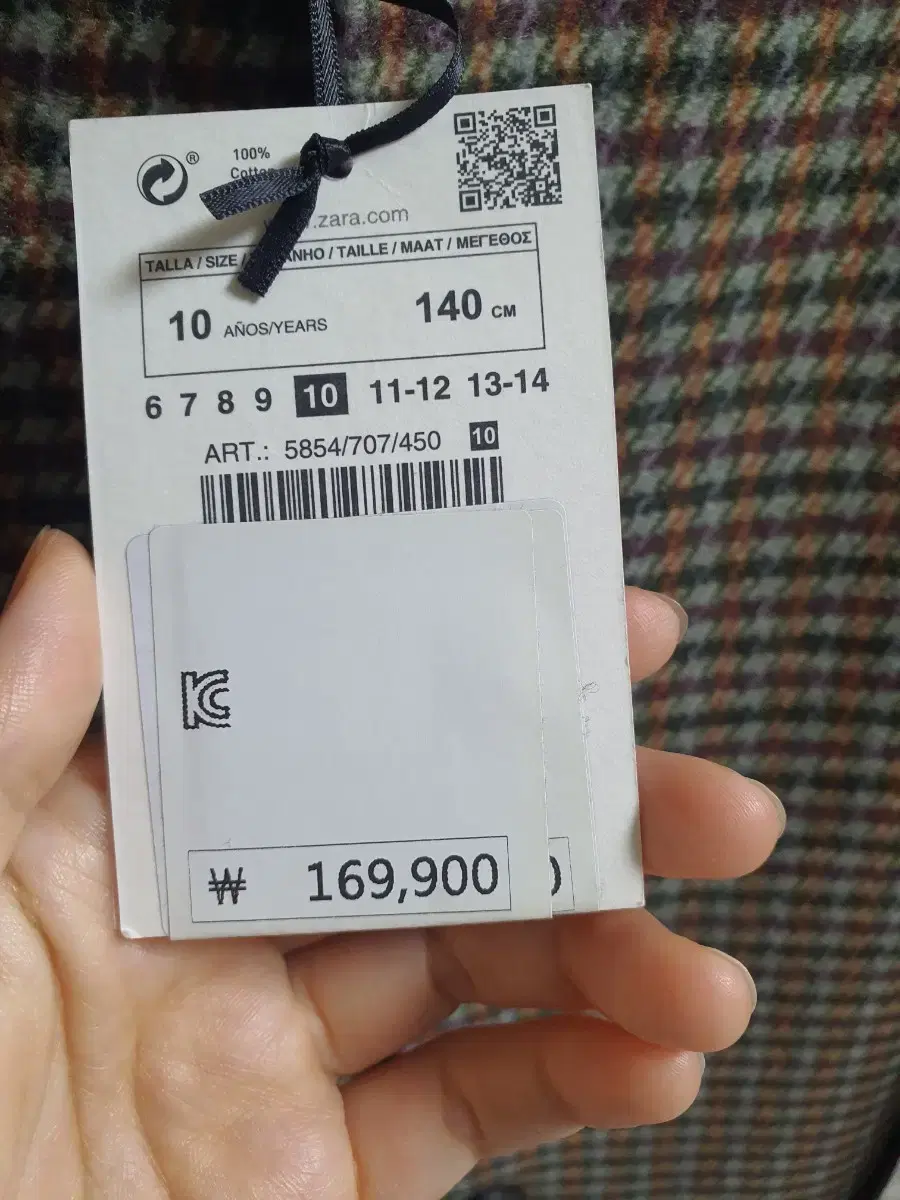 ®
100%
.zara.com
TALLA / SIZE / ANHO / TAILLE / MAAT / ΜΕΓΕΘΟΣ
10 AÑOS/YEARS 140 CM
6 7 8 9 10 11-12 13-14
ART.: 5854/707/450 10
KC
₩ 169,900